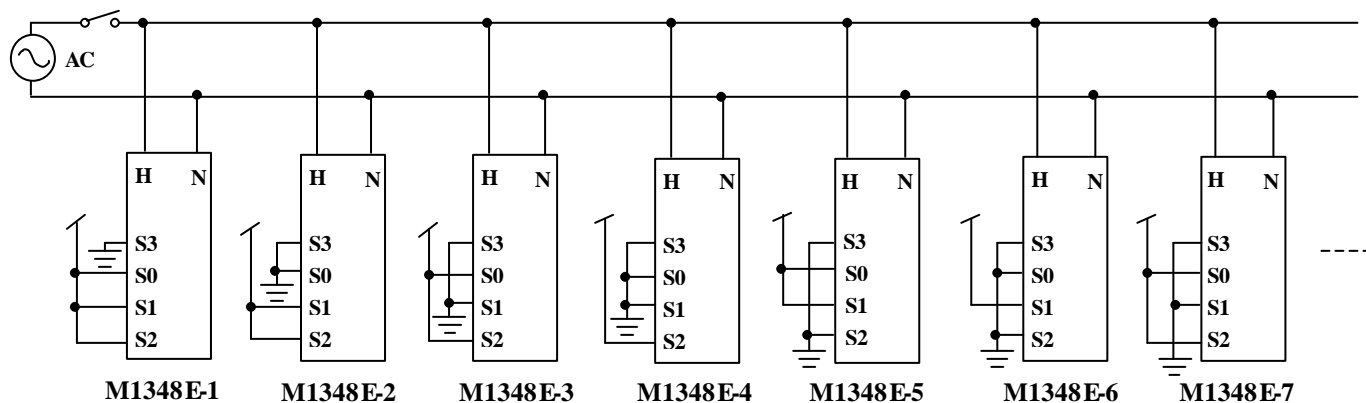 AC
H N
S3
S0
S1
S2
M1348E-1
H N
S3
S0
S1
S2
M1348E-2
H N
S3
S0
S1
S2
M1348E-3
H N
S3
S0
S1
S2
M1348E-4
H N
S3
S0
S1
S2
M1348E-5
H N
S3
S0
S1
S2
M1348E-6
H N
S3
S0
S1
S2
M1348E-7